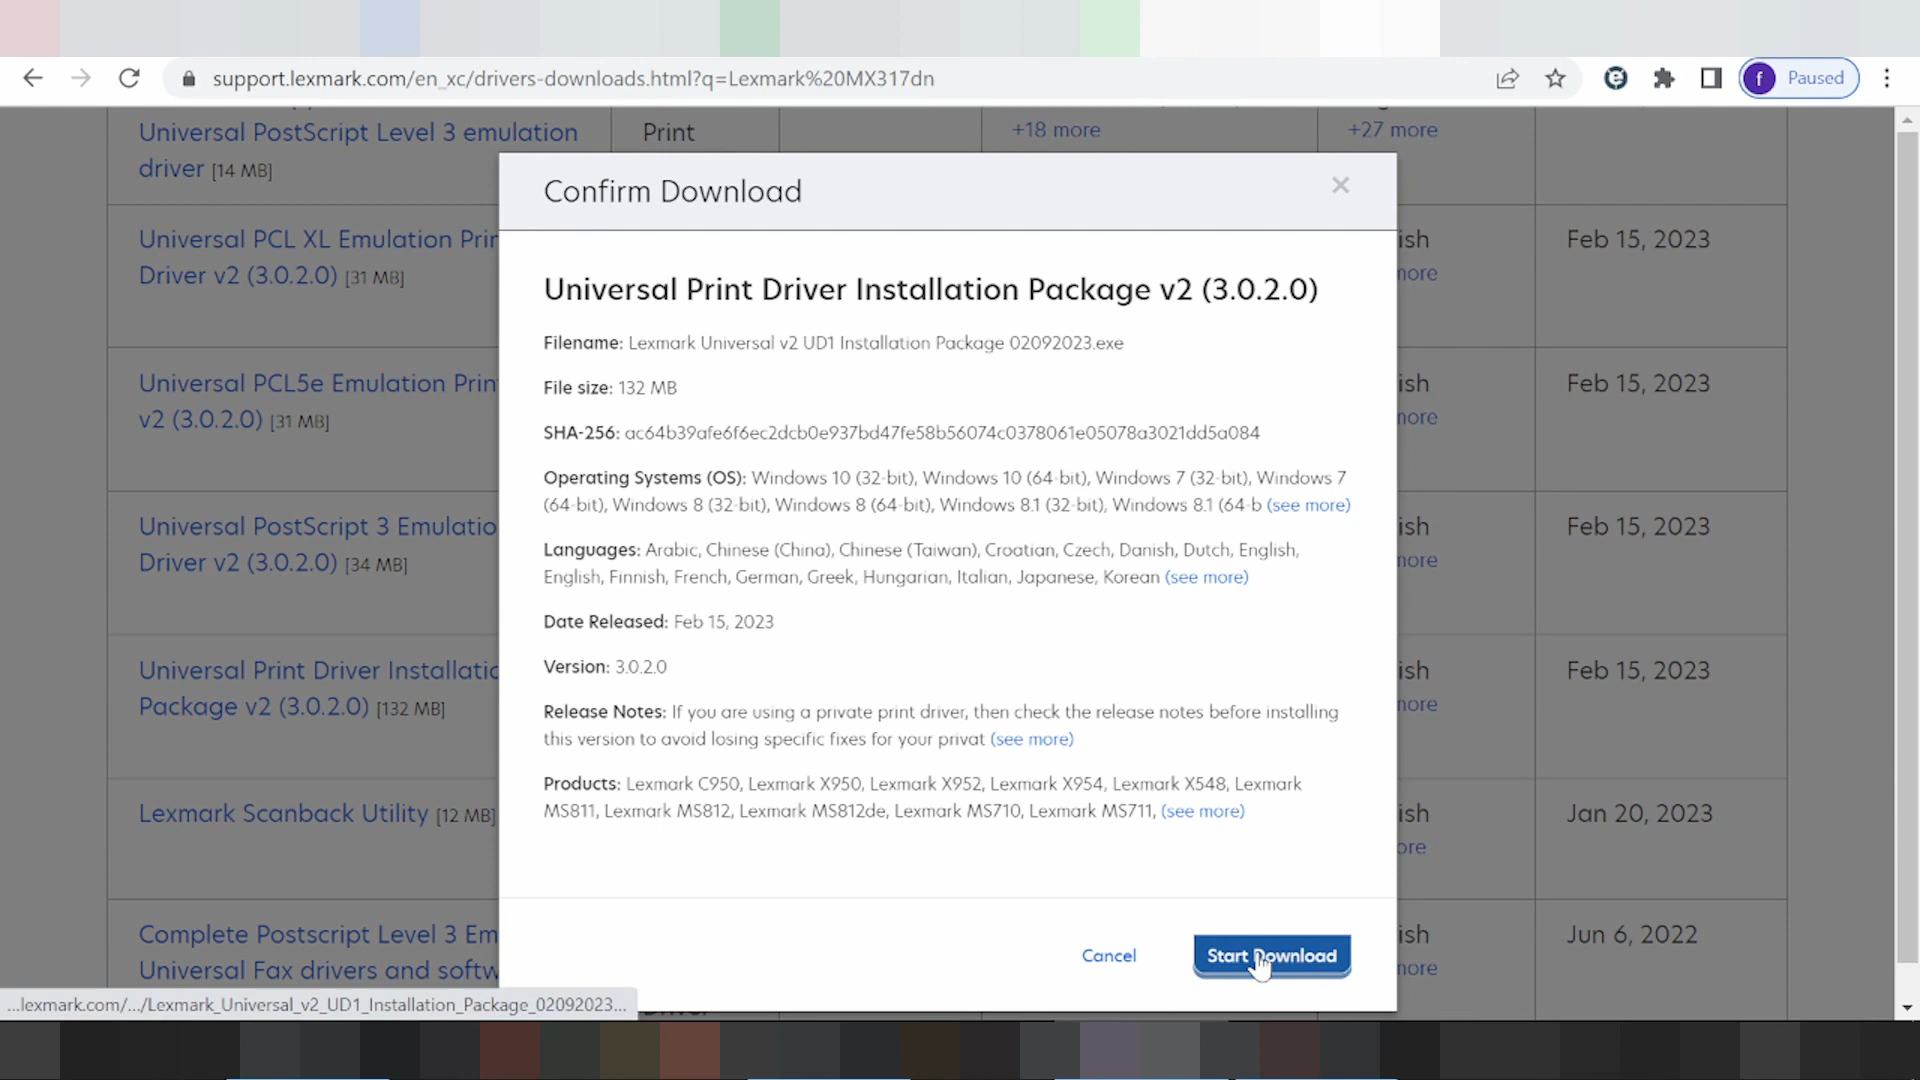 support.lexmark.com/en_xc/drivers-downloads.html?q=Lexmark%20MX317dn
f Paused
Universal PostScript Level 3 emulation
driver [14 MB]
Print
+18 more
+27 more
Universal PCL XL Emulation Prin
Driver v2 (3.0.2.0) [31 MB]
ish
more
Feb 15, 2023
Universal PCL5e Emulation Prin
v2 (3.0.2.0) [31 MB]
ish
more
Feb 15, 2023
Universal PostScript 3 Emulatio
Driver v2 (3.0.2.0) [34 MB]
ish
more
Feb 15, 2023
Universal Print Driver Installatio
Package v2 (3.0.2.0) [132 MB]
ish
more
Feb 15, 2023
Lexmark Scanback Utility [12 MB]
ish
ore
Jan 20, 2023
Complete Postscript Level 3 Em
Universal Fax drivers and softw
ish
more
Jun 6, 2022
Confirm Download
×
Universal Print Driver Installation Package v2 (3.0.2.0)
Filename: Lexmark Universal v2 UD1 Installation Package 02092023.exe
File size: 132 MB
SHA-256: ac64b39afe6f6ec2dcb0e937bd47fe58b56074c0378061e05078a3021dd5a084
Operating Systems (OS): Windows 10 (32-bit), Windows 10 (64-bit), Windows 7 (32-bit), Windows 7
(64-bit), Windows 8 (32-bit), Windows 8 (64-bit), Windows 8.1 (32-bit), Windows 8.1 (64-b (see more)
Languages: Arabic, Chinese (China), Chinese (Taiwan), Croatian, Czech, Danish, Dutch, English,
English, Finnish, French, German, Greek, Hungarian, Italian, Japanese, Korean (see more)
Date Released: Feb 15, 2023
Version: 3.0.2.0
Release Notes: If you are using a private print driver, then check the release notes before installing
this version to avoid losing specific fixes for your privat (see more)
Products: Lexmark C950, Lexmark X950, Lexmark X952, Lexmark X954, Lexmark X548, Lexmark
MS811, Lexmark MS812, Lexmark MS812de, Lexmark MS710, Lexmark MS711, (see more)
Cancel
Start Download
...lexmark.com/.../Lexmark_Universal_v2_UD1_Installation_Package_02092023...